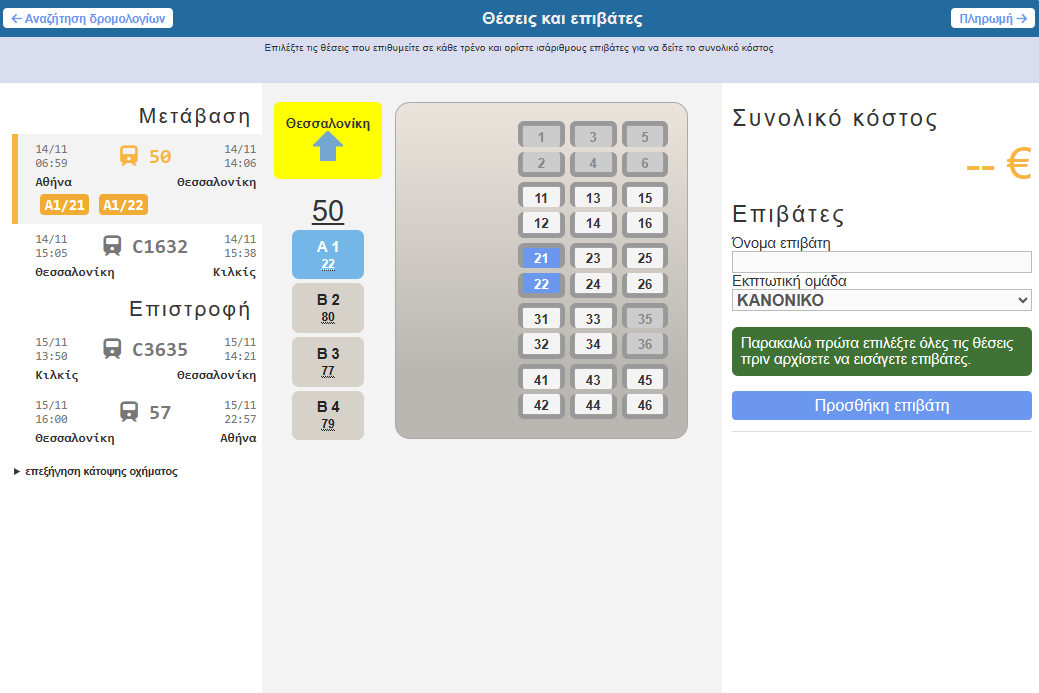 ← Αναζήτηση δρομολογίων
Θέσεις και επιβάτες
Πληρωμή →
Επιλέξτε τις θέσεις που επιθυμείτε σε κάθε τρένο και ορίστε ισάριθμους επιβάτες για να δείτε το συνολικό κόστος
Μετάβαση
14/11 50 14/11
06:59 14:06
Αθήνα Θεσσαλονίκη
A1/21 A1/22
14/11 C1632 14/11
15:05 15:38
Θεσσαλονίκη Κιλκίς
Επιστροφή
15/11 C3635 15/11
13:50 14:21
Κιλκίς Θεσσαλονίκη
15/11 57 15/11
16:00 22:57
Θεσσαλονίκη Αθήνα
► επεξήγηση κάτοψης οχήματος
Θεσσαλονίκη
50
A 1
22
B 2
80
B 3
77
B 4
79
1 3 5
2 4 6
11 13 15
12 14 16
21 23 25
22 24 26
31 33 35
32 34 36
41 43 45
42 44 46
Συνολικό κόστος
-- €
Επιβάτες
Όνομα επιβάτη
Εκπτωτική ομάδα
ΚΑΝΟΝΙΚΟ
Παρακαλώ πρώτα επιλέξτε όλες τις θέσεις
πριν αρχίσετε να εισάγετε επιβάτες.
Προσθήκη επιβάτη